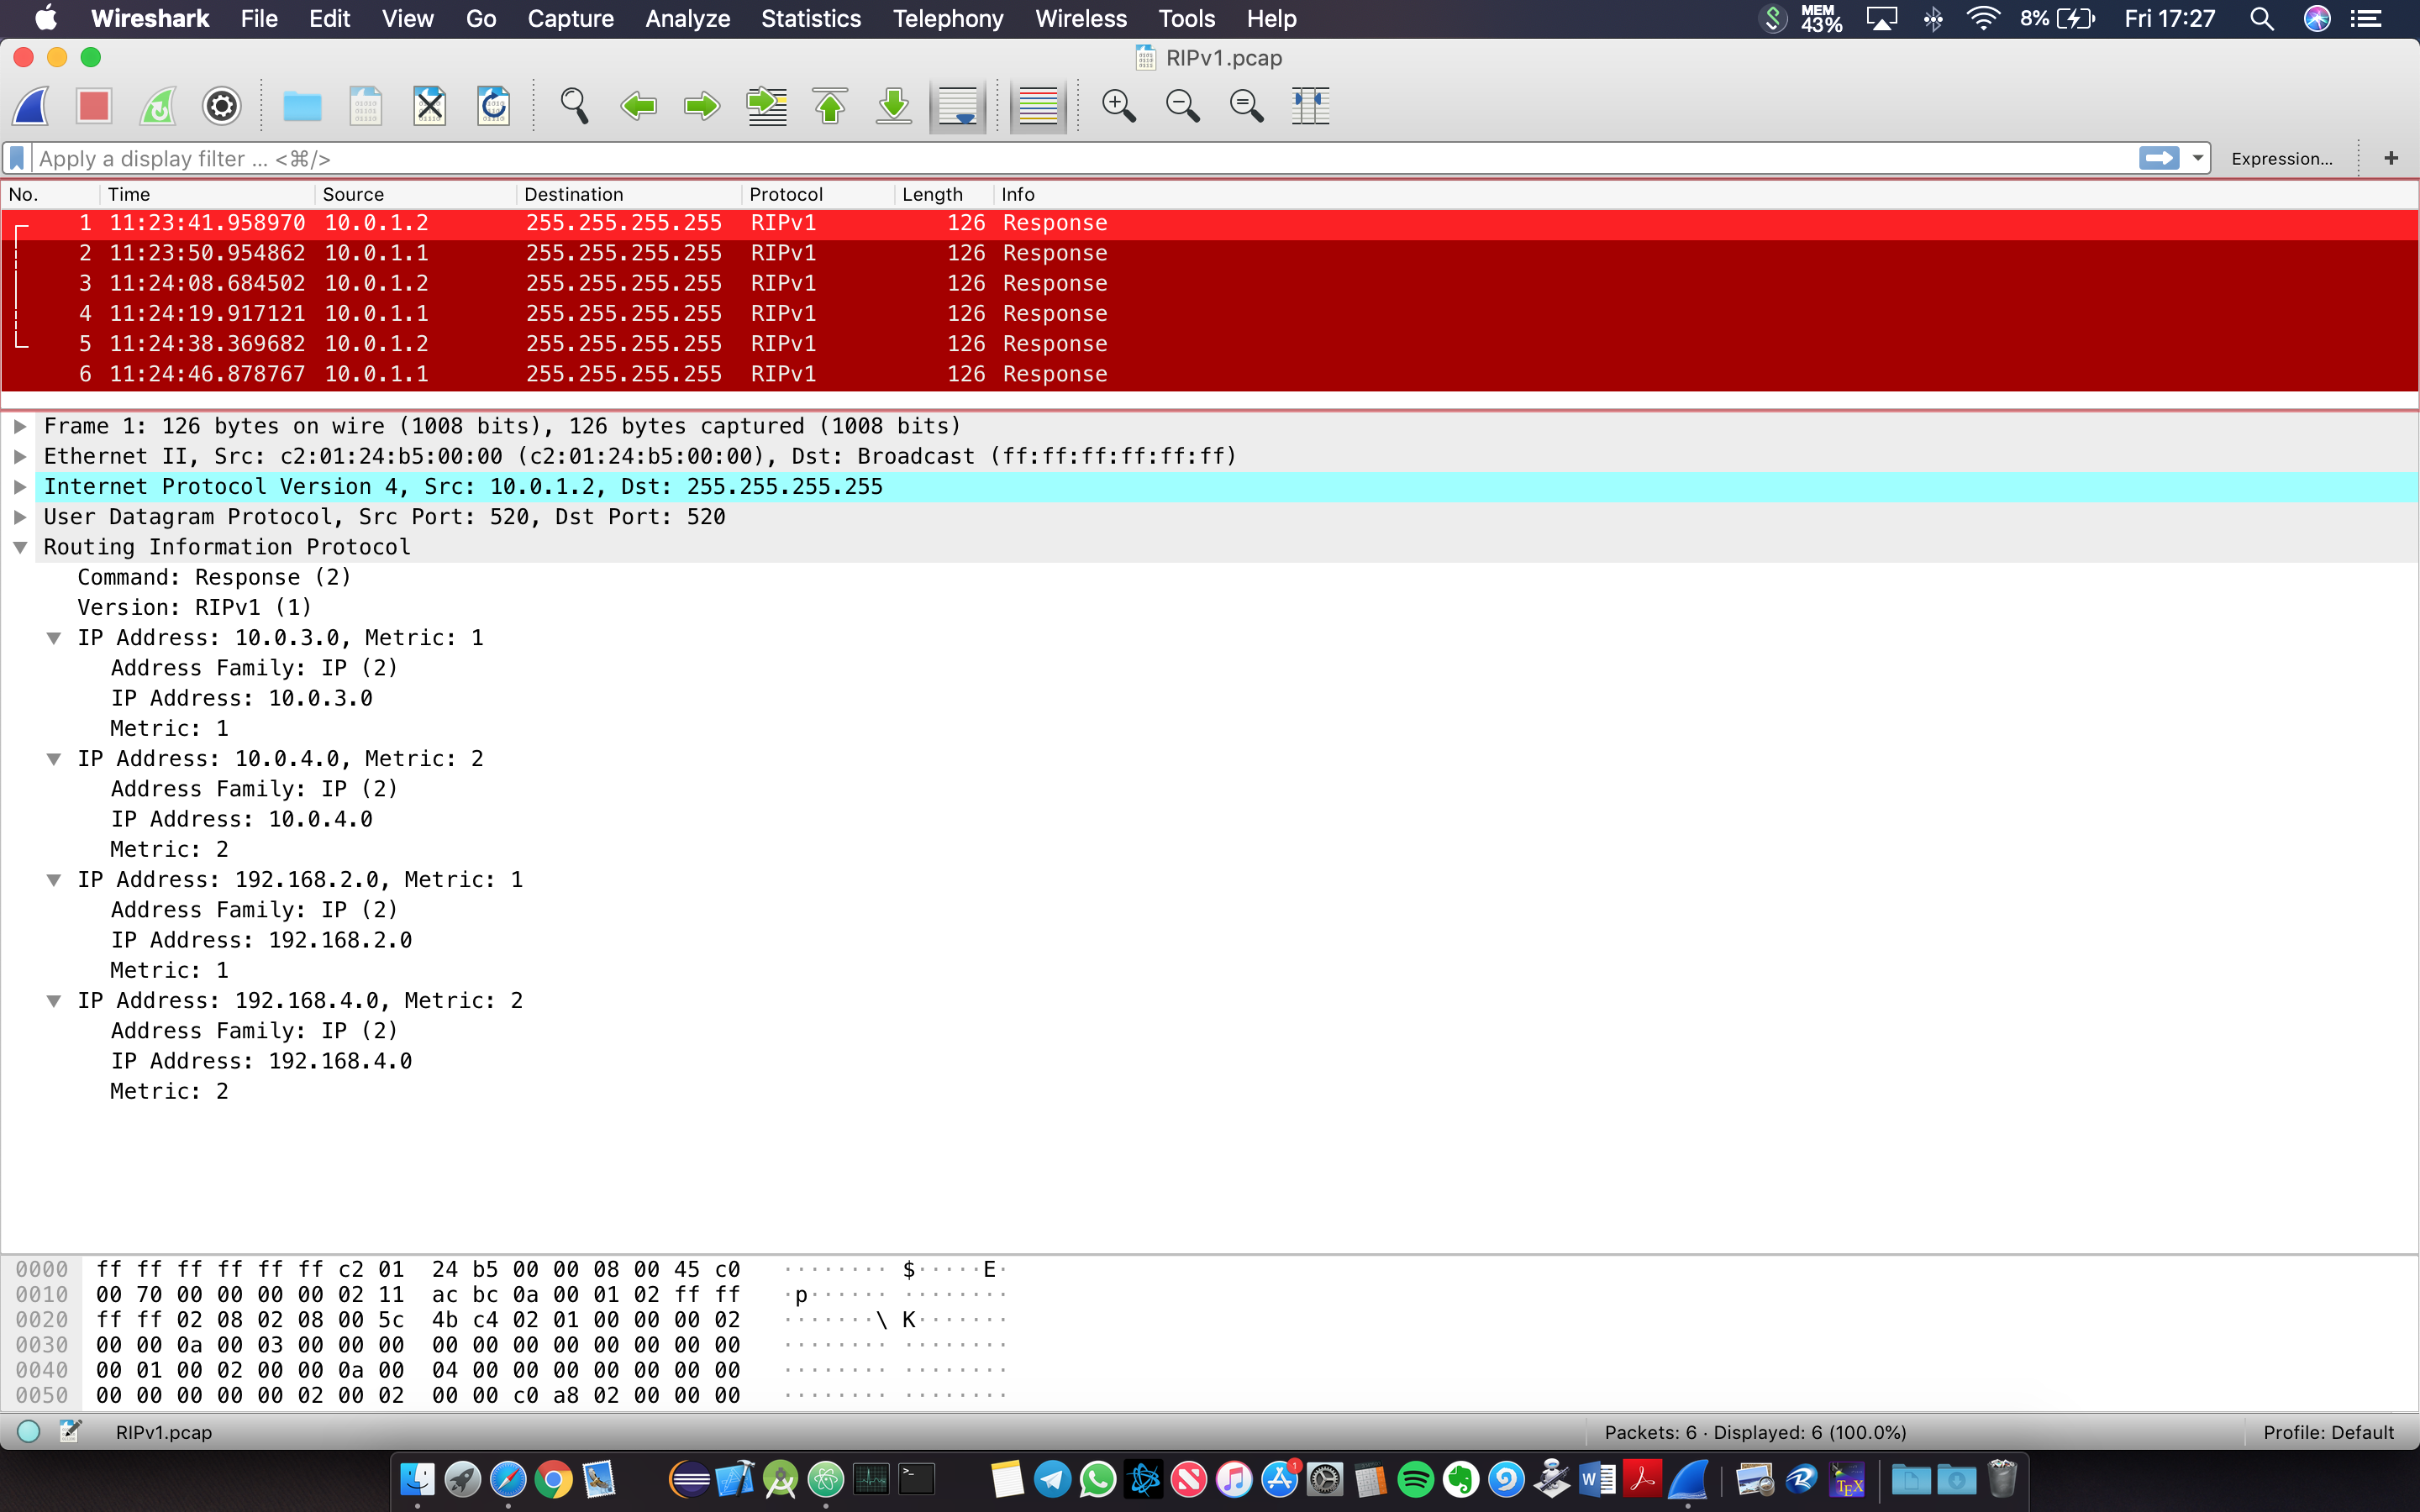 Wireshark File Edit View Go Capture Analyze Statistics Telephony Wireless Tools Help MEM 43% 8% Fri 17:27
RIPv1.pcap
Apply a display filter … <⌘/> Expression… +
No. Time Source Destination Protocol Length Info
1 11:23:41.958970 10.0.1.2 255.255.255.255 RIPv1 126 Response
2 11:23:50.954862 10.0.1.1 255.255.255.255 RIPv1 126 Response
3 11:24:08.684502 10.0.1.2 255.255.255.255 RIPv1 126 Response
4 11:24:19.917121 10.0.1.1 255.255.255.255 RIPv1 126 Response
5 11:24:38.369682 10.0.1.2 255.255.255.255 RIPv1 126 Response
6 11:24:46.878767 10.0.1.1 255.255.255.255 RIPv1 126 Response
Frame 1: 126 bytes on wire (1008 bits), 126 bytes captured (1008 bits)
Ethernet II, Src: c2:01:24:b5:00:00 (c2:01:24:b5:00:00), Dst: Broadcast (ff:ff:ff:ff:ff:ff)
Internet Protocol Version 4, Src: 10.0.1.2, Dst: 255.255.255.255
User Datagram Protocol, Src Port: 520, Dst Port: 520
Routing Information Protocol
Command: Response (2)
Version: RIPv1 (1)
IP Address: 10.0.3.0, Metric: 1
Address Family: IP (2)
IP Address: 10.0.3.0
Metric: 1
IP Address: 10.0.4.0, Metric: 2
Address Family: IP (2)
IP Address: 10.0.4.0
Metric: 2
IP Address: 192.168.2.0, Metric: 1
Address Family: IP (2)
IP Address: 192.168.2.0
Metric: 1
IP Address: 192.168.4.0, Metric: 2
Address Family: IP (2)
IP Address: 192.168.4.0
Metric: 2
0000 ff ff ff ff ff ff c2 01 24 b5 00 00 08 00 45 c0 ········ $·····E·
0010 00 70 00 00 00 00 02 11 ac bc 0a 00 01 02 ff ff ·p······ ········
0020 ff ff 02 08 02 08 00 5c 4b c4 02 01 00 00 00 02 ·······\ K·······
0030 00 00 0a 00 03 00 00 00 00 00 00 00 00 00 00 00 ········ ········
0040 00 01 00 02 00 00 0a 00 04 00 00 00 00 00 00 00 ········ ········
0050 00 00 00 00 00 02 00 02 00 00 c0 a8 02 00 00 00 ········ ········
RIPv1.pcap Packets: 6 · Displayed: 6 (100.0%) Profile: Default